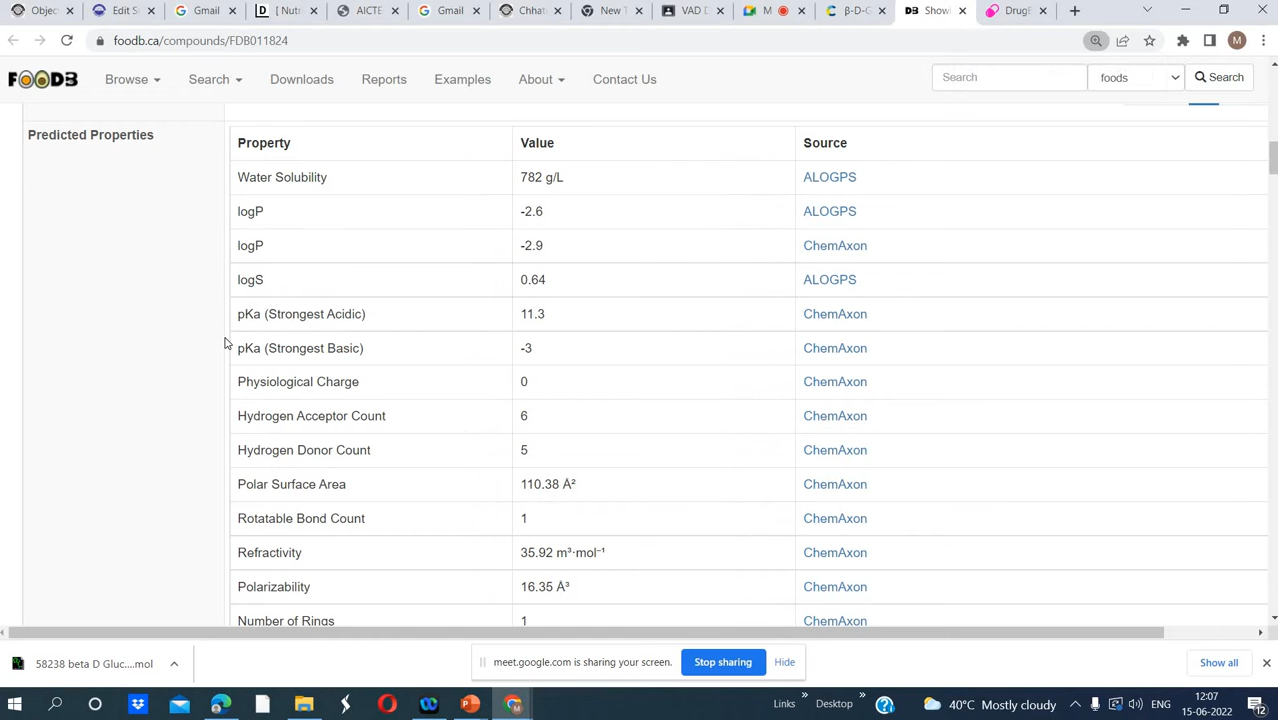 Object
Edit S
Gmail
[ Nutr
AICTE
Gmail
Chhat
New T
VAD D
M
β-D-G
DB Show
DrugB
foodb.ca/compounds/FDB011824
M
FOODB Browse Search Downloads Reports Examples About Contact Us Search foods Search
Predicted Properties
Property Value Source
Water Solubility 782 g/L ALOGPS
logP -2.6 ALOGPS
logP -2.9 ChemAxon
logS 0.64 ALOGPS
pKa (Strongest Acidic) 11.3 ChemAxon
pKa (Strongest Basic) -3 ChemAxon
Physiological Charge 0 ChemAxon
Hydrogen Acceptor Count 6 ChemAxon
Hydrogen Donor Count 5 ChemAxon
Polar Surface Area 110.38 Å² ChemAxon
Rotatable Bond Count 1 ChemAxon
Refractivity 35.92 m³·mol⁻¹ ChemAxon
Polarizability 16.35 Å³ ChemAxon
Number of Rings 1 ChemAxon
58238 beta D Gluc....mol
meet.google.com is sharing your screen. Stop sharing Hide
Show all
Links » Desktop » 40°C Mostly cloudy
12:07
15-06-2022
12